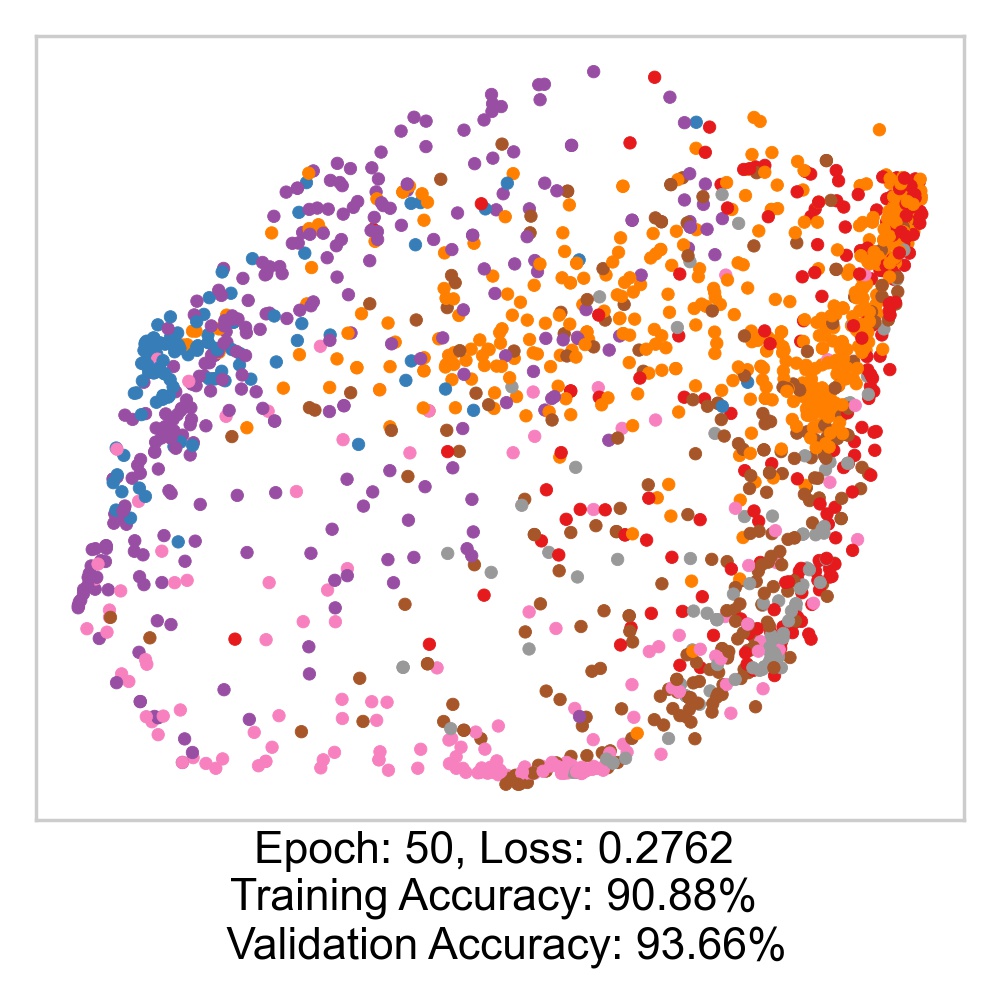 Epoch: 50, Loss: 0.2762
Training Accuracy: 90.88%
Validation Accuracy: 93.66%